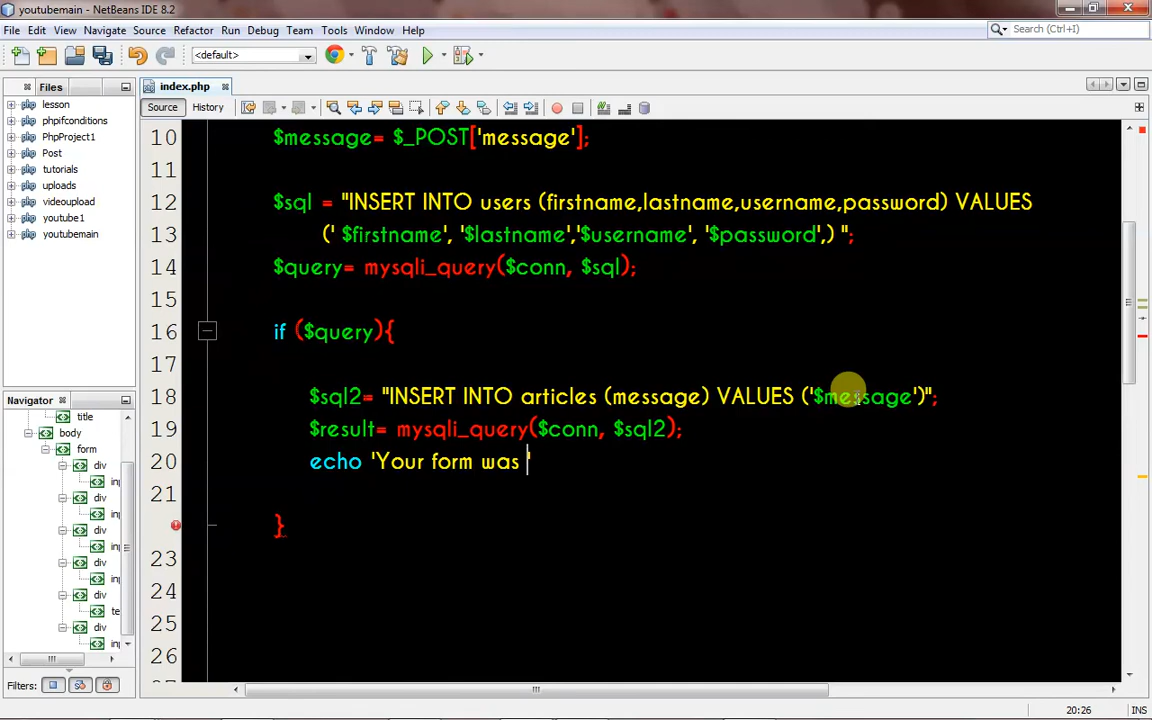 youtubemain - NetBeans IDE 8.2
File Edit View Navigate Source Refactor Run Debug Team Tools Window Help
Search (Ctrl+I)
<default>
Files
index.php
lesson
phpifconditions
PhpProject1
Post
tutorials
uploads
videoupload
youtube1
youtubemain
Source History
10 $message= $_POST['message'];
11
12 $sql = "INSERT INTO users (firstname,lastname,username,password) VALUES
13 (' $firstname', '$lastname','$username', '$password',) ";
14 $query= mysqli_query($conn, $sql);
15
16 if ($query){
17
18 $sql2= "INSERT INTO articles (message) VALUES ('$message')";
19 $result= mysqli_query($conn, $sql2);
20 echo 'Your form was '
21
}
23
24
25
26
Navigator
title
body
form
div
div
div
div
div
div
Filters:
20:26
INS